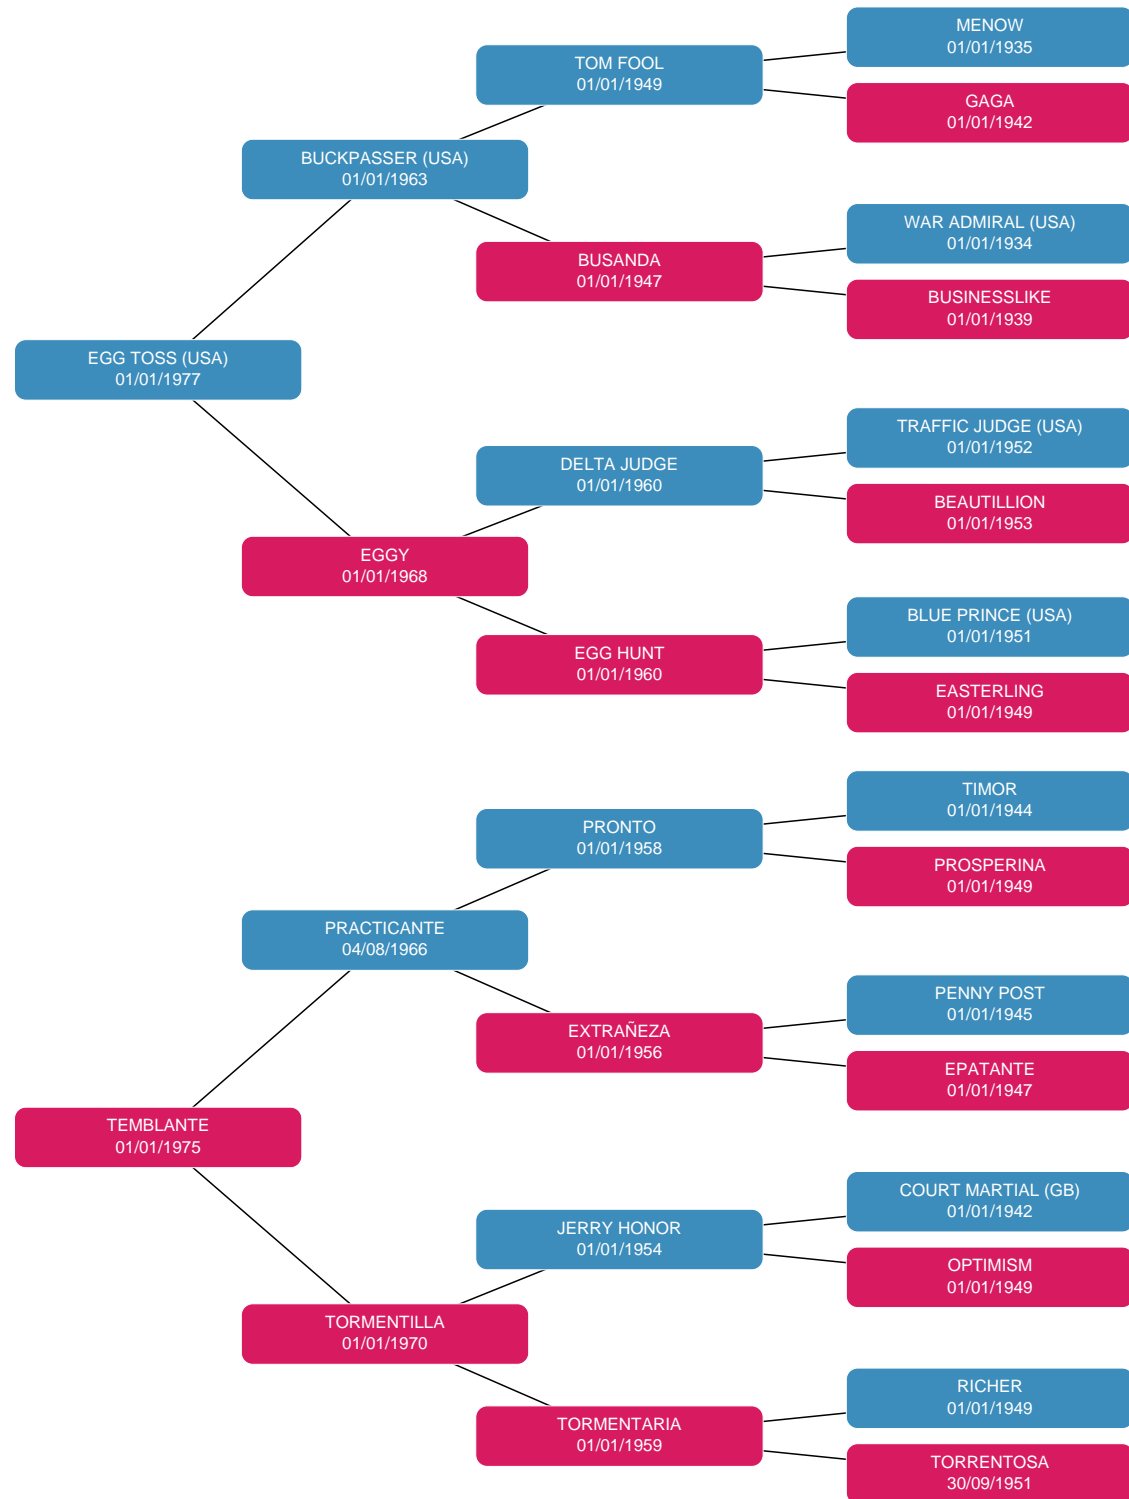 MENOW
01/01/1935
TOM FOOL
01/01/1949
GAGA
01/01/1942
BUCKPASSER (USA)
01/01/1963
WAR ADMIRAL (USA)
01/01/1934
BUSANDA
01/01/1947
BUSINESSLIKE
01/01/1939
EGG TOSS (USA)
01/01/1977
TRAFFIC JUDGE (USA)
01/01/1952
DELTA JUDGE
01/01/1960
BEAUTILLION
01/01/1953
EGGY
01/01/1968
BLUE PRINCE (USA)
01/01/1951
EGG HUNT
01/01/1960
EASTERLING
01/01/1949
TIMOR
01/01/1944
PRONTO
01/01/1958
PROSPERINA
01/01/1949
PRACTICANTE
04/08/1966
PENNY POST
01/01/1945
EXTRAÑEZA
01/01/1956
EPATANTE
01/01/1947
TEMBLANTE
01/01/1975
COURT MARTIAL (GB)
01/01/1942
JERRY HONOR
01/01/1954
OPTIMISM
01/01/1949
TORMENTILLA
01/01/1970
RICHER
01/01/1949
TORMENTARIA
01/01/1959
TORRENTOSA
30/09/1951